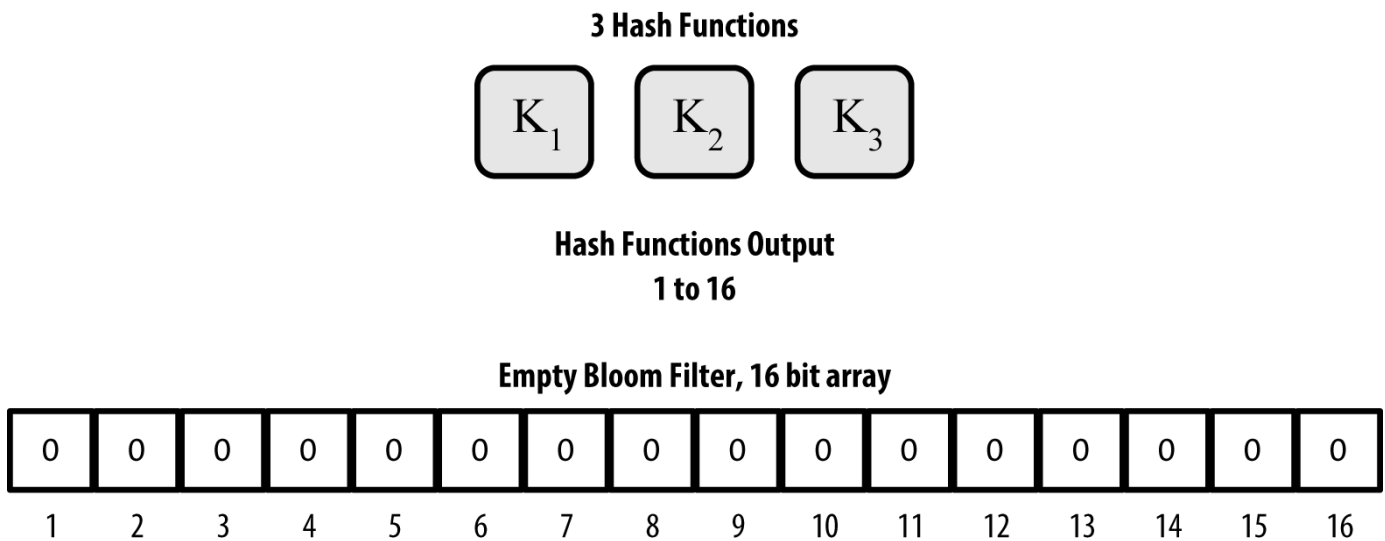 3 Hash Functions
K₁ K₂ K₃
Hash Functions Output
1 to 16
Empty Bloom Filter, 16 bit array
0 0 0 0 0 0 0 0 0 0 0 0 0 0 0 0
1 2 3 4 5 6 7 8 9 10 11 12 13 14 15 16